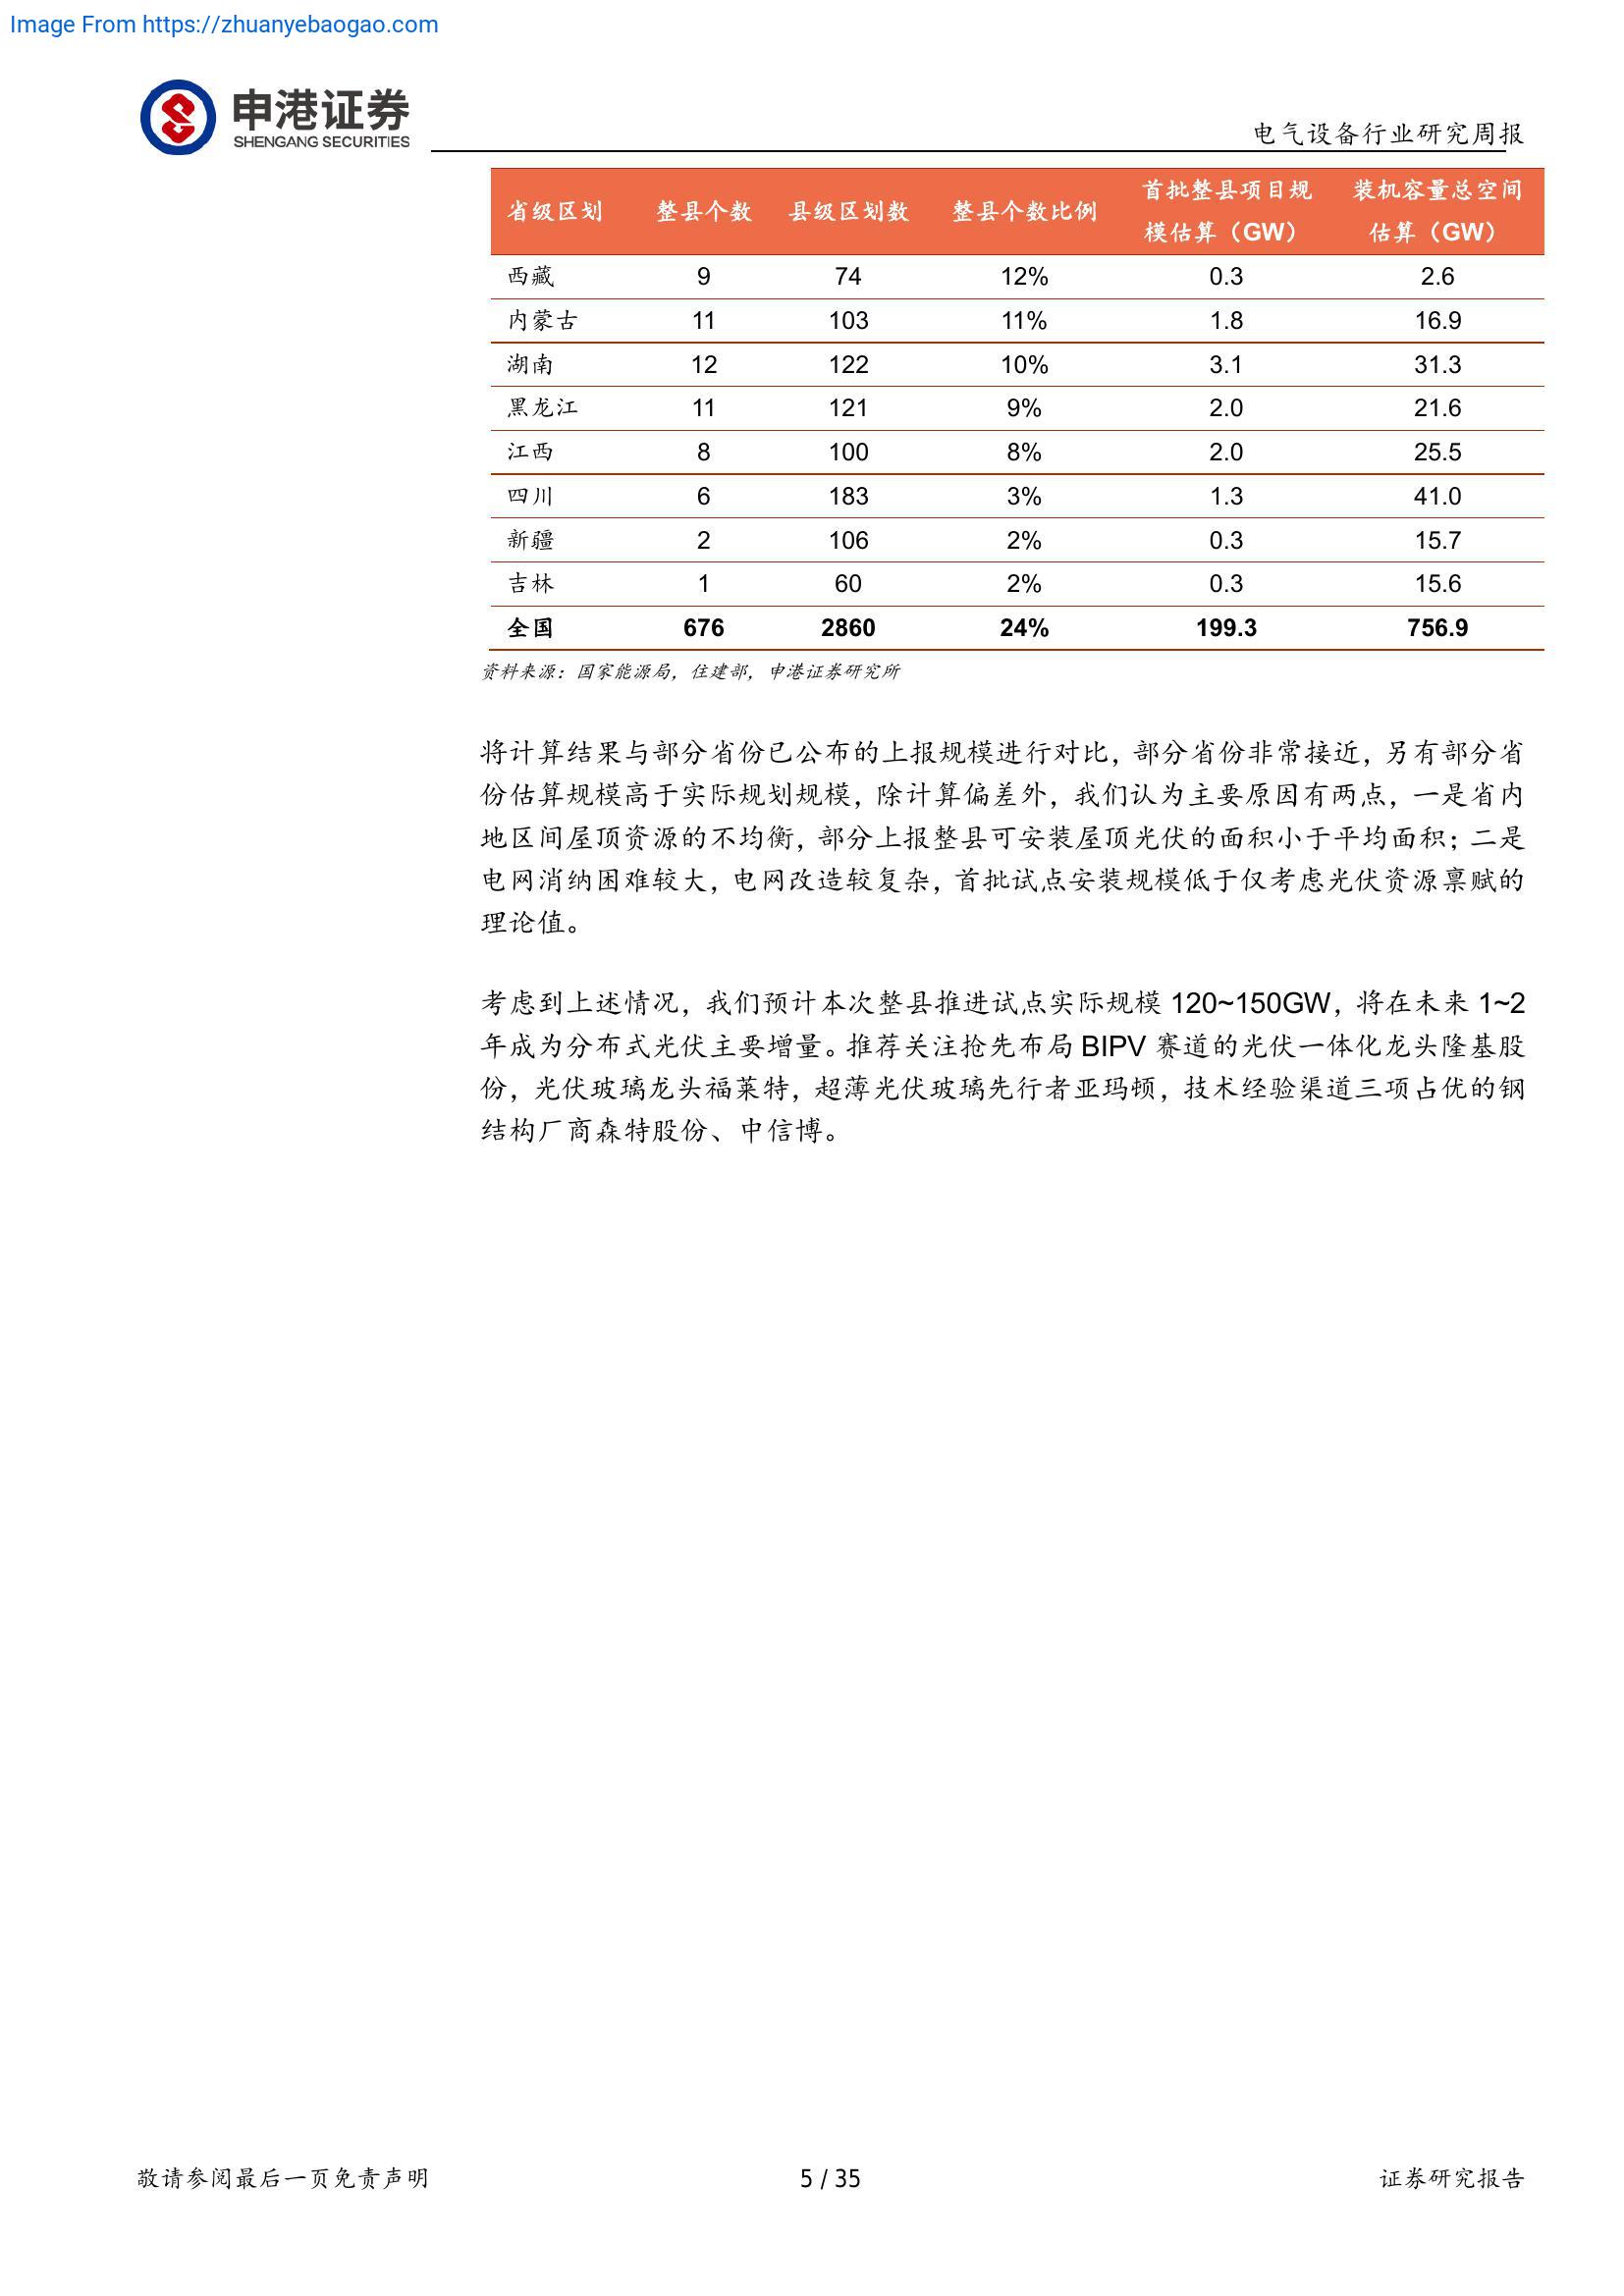 Image From https://zhuanyebaogao.com
申港证券
SHENGANG SECURITIES
电气设备行业研究周报
省级区划 整县个数 县级区划数 整县个数比例 首批整县项目规模估算（GW） 装机容量总空间估算（GW）
西藏 9 74 12% 0.3 2.6
内蒙古 11 103 11% 1.8 16.9
湖南 12 122 10% 3.1 31.3
黑龙江 11 121 9% 2.0 21.6
江西 8 100 8% 2.0 25.5
四川 6 183 3% 1.3 41.0
新疆 2 106 2% 0.3 15.7
吉林 1 60 2% 0.3 15.6
全国 676 2860 24% 199.3 756.9
资料来源：国家能源局，住建部，申港证券研究所
将计算结果与部分省份已公布的上报规模进行对比，部分省份非常接近，另有部分省
份估算规模高于实际规划规模，除计算偏差外，我们认为主要原因有两点，一是省内
地区间屋顶资源的不均衡，部分上报整县可安装屋顶光伏的面积小于平均面积；二是
电网消纳困难较大，电网改造较复杂，首批试点安装规模低于仅考虑光伏资源禀赋的
理论值。
考虑到上述情况，我们预计本次整县推进试点实际规模 120~150GW，将在未来 1~2
年成为分布式光伏主要增量。推荐关注抢先布局 BIPV 赛道的光伏一体化龙头隆基股
份，光伏玻璃龙头福莱特，超薄光伏玻璃先行者亚玛顿，技术经验渠道三项占优的钢
结构厂商森特股份、中信博。
敬请参阅最后一页免责声明 5 / 35 证券研究报告